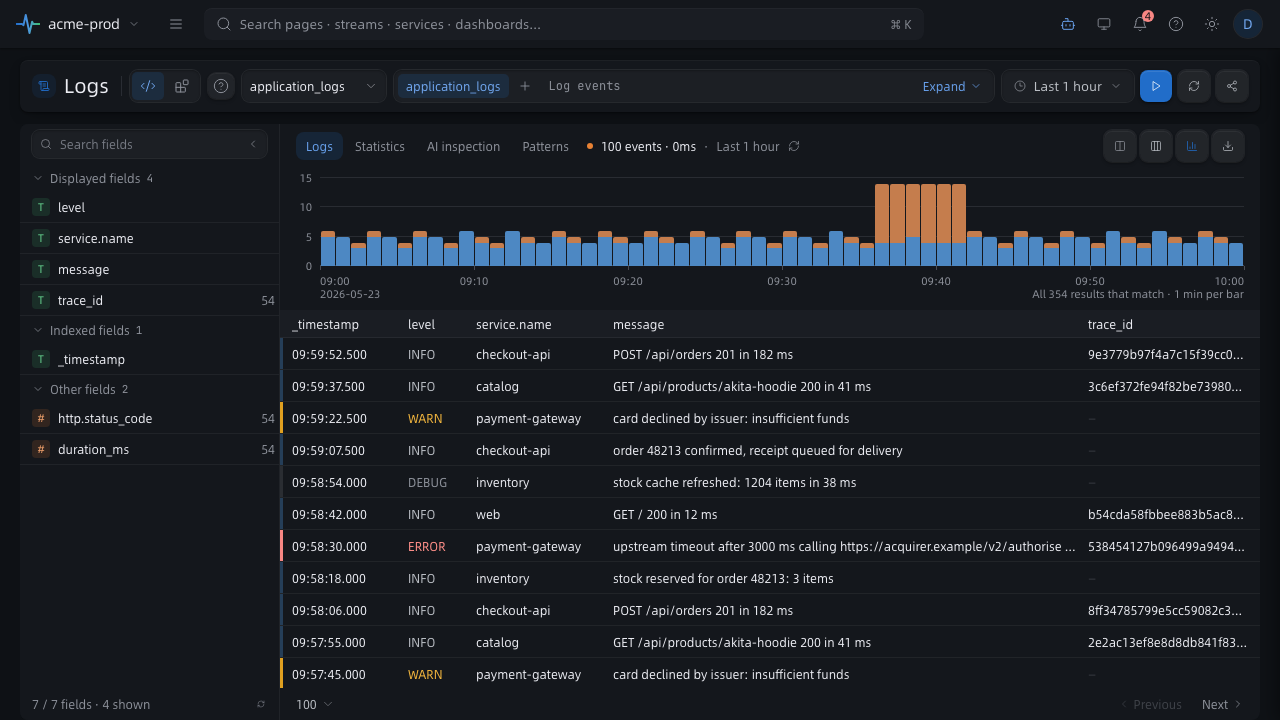 acme-prod
Search pages · streams · services · dashboards...
⌘ K
4
D
Logs
</>
?
application_logs
application_logs
+
Log events
Expand
Last 1 hour
Search fields
Displayed fields 4
T level
T service.name
T message
T trace_id 54
Indexed fields 1
T _timestamp
Other fields 2
# http.status_code 54
# duration_ms 54
7 / 7 fields · 4 shown
Logs
Statistics
AI inspection
Patterns
100 events · 0ms · Last 1 hour
15
10
5
0
09:00 09:10 09:20 09:30 09:40 09:50 10:00
2026-05-23
All 354 results that match · 1 min per bar
_timestamp level service.name message trace_id
09:59:52.500 INFO checkout-api POST /api/orders 201 in 182 ms 9e3779b97f4a7c15f39cc0...
09:59:37.500 INFO catalog GET /api/products/akita-hoodie 200 in 41 ms 3c6ef372fe94f82be73980...
09:59:22.500 WARN payment-gateway card declined by issuer: insufficient funds –
09:59:07.500 INFO checkout-api order 48213 confirmed, receipt queued for delivery –
09:58:54.000 DEBUG inventory stock cache refreshed: 1204 items in 38 ms –
09:58:42.000 INFO web GET / 200 in 12 ms b54cda58fbbee883b5ac8...
09:58:30.000 ERROR payment-gateway upstream timeout after 3000 ms calling https://acquirer.example/v2/authorise ... 538454127b096499a9494...
09:58:18.000 INFO inventory stock reserved for order 48213: 3 items –
09:58:06.000 INFO checkout-api POST /api/orders 201 in 182 ms 8ff34785799e5cc59082c3...
09:57:55.000 INFO catalog GET /api/products/akita-hoodie 200 in 41 ms 2e2ac13ef8e8d8db841f83...
09:57:45.000 WARN payment-gateway card declined by issuer: insufficient funds –
100
Previous
Next